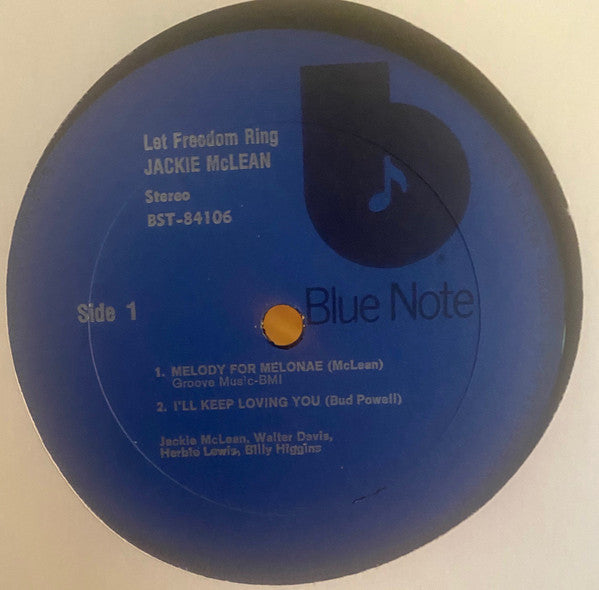 Let Freedom Ring
JACKIE McLEAN
Stereo
BST-84106
b
Blue Note
Side 1
1. MELODY FOR MELONAE (McLean)
Groove Music-BMI
2. I'LL KEEP LOVING YOU (Bud Powell)
Jackie McLean, Walter Davis,
Herbie Lewis, Billy Higgins